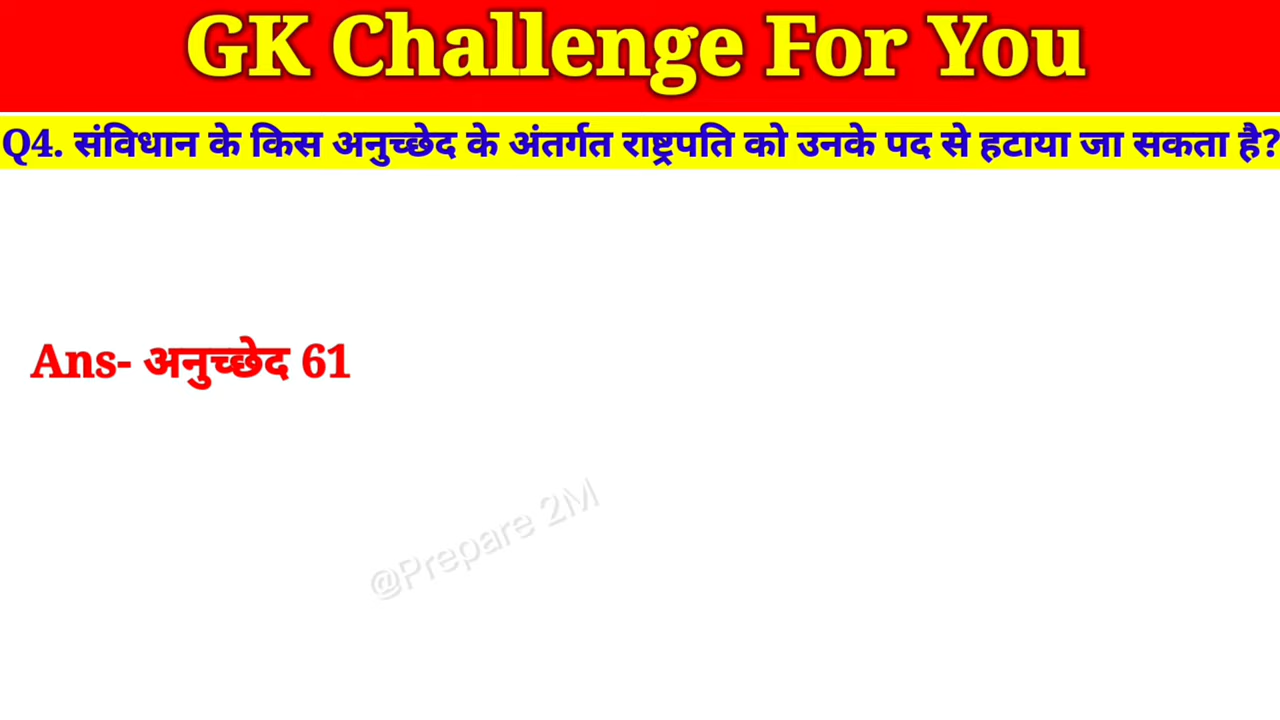 GK Challenge For You
Q4. संविधान के किस अनुच्छेद के अंतर्गत राष्ट्रपति को उनके पद से हटाया जा सकता है?
Ans- अनुच्छेद 61
@Prepare 2M